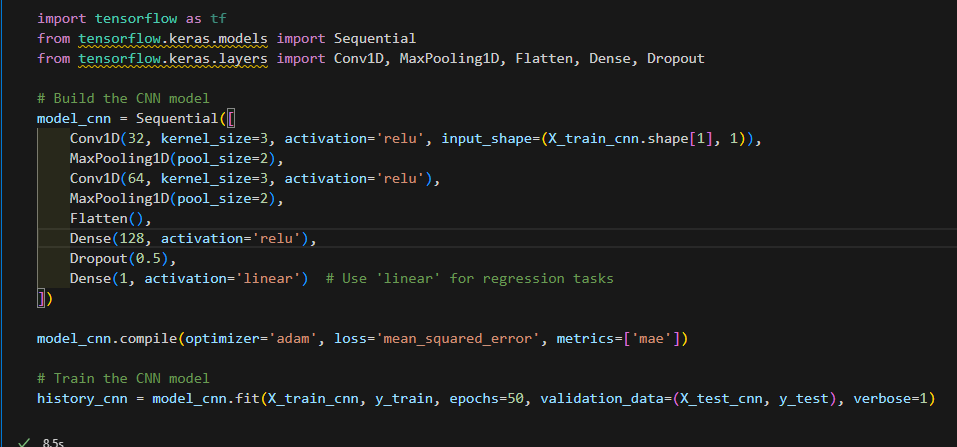 import tensorflow as tf
from tensorflow.keras.models import Sequential
from tensorflow.keras.layers import Conv1D, MaxPooling1D, Flatten, Dense, Dropout

# Build the CNN model
model_cnn = Sequential([
    Conv1D(32, kernel_size=3, activation='relu', input_shape=(X_train_cnn.shape[1], 1)),
    MaxPooling1D(pool_size=2),
    Conv1D(64, kernel_size=3, activation='relu'),
    MaxPooling1D(pool_size=2),
    Flatten(),
    Dense(128, activation='relu'),
    Dropout(0.5),
    Dense(1, activation='linear')  # Use 'linear' for regression tasks
])

model_cnn.compile(optimizer='adam', loss='mean_squared_error', metrics=['mae'])

# Train the CNN model
history_cnn = model_cnn.fit(X_train_cnn, y_train, epochs=50, validation_data=(X_test_cnn, y_test), verbose=1)
✓ 8.5s